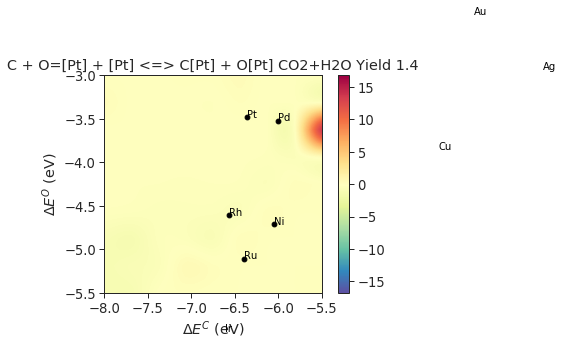 Au
C + O=[Pt] + [Pt] <=> C[Pt] + O[Pt] CO2+H2O Yield 1.4
Ag
−3.0
−3.5
−4.0
−4.5
−5.0
−5.5
ΔE^O (eV)
Pt
Pd
Rh
Ni
Ru
15
10
5
0
−5
−10
−15
Cu
−8.0 −7.5 −7.0 −6.5 −6.0 −5.5
ΔE^C (eV)
Ir